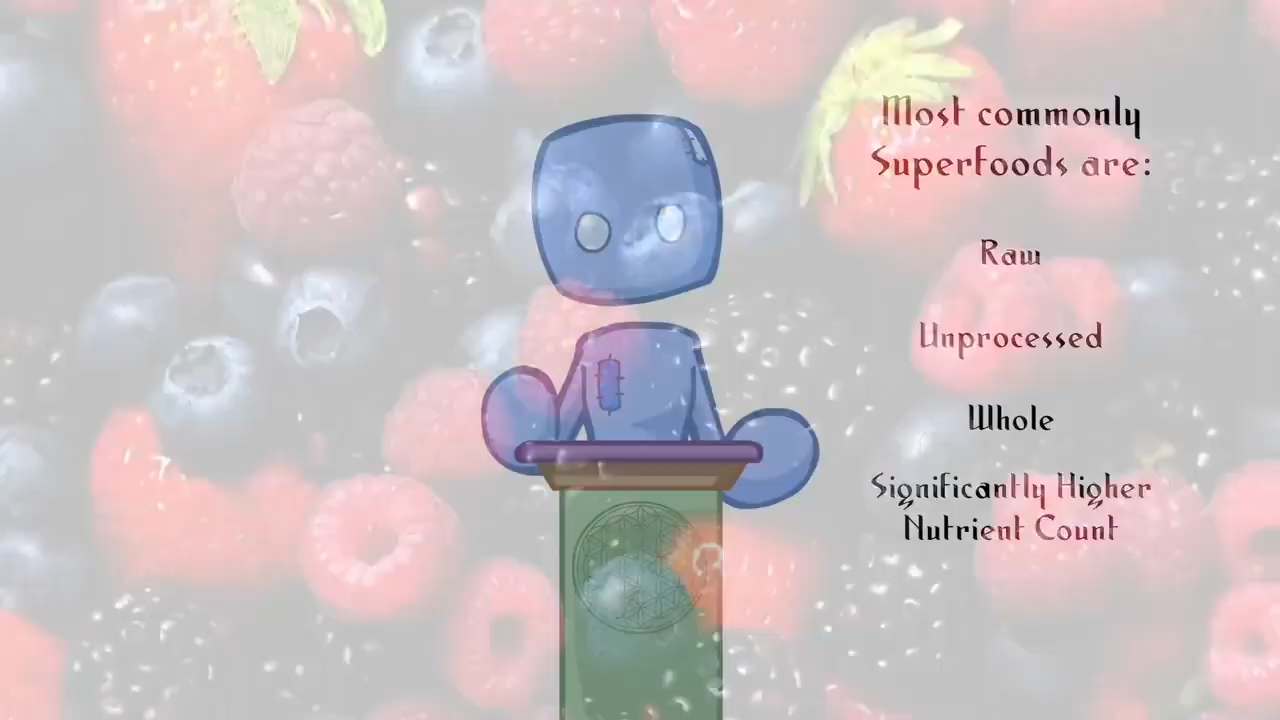 Most commonly
Superfoods are:
Raw
Unprocessed
Whole
Significantly Higher
Nutrient Count